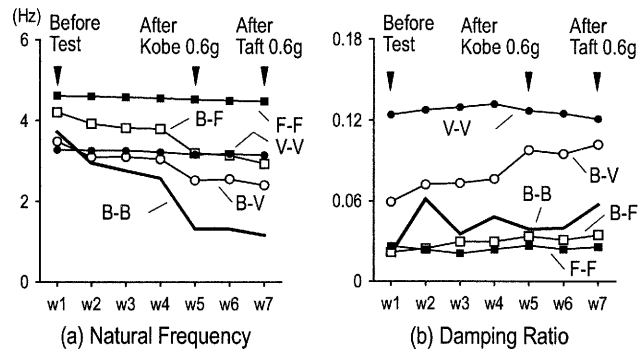 (Hz)
Before Test
After Kobe 0.6g
After Taft 0.6g
6
4
2
0
B-F
F-F
V-V
B-V
B-B
w1 w2 w3 w4 w5 w6 w7
(a) Natural Frequency
Before Test
After Kobe 0.6g
After Taft 0.6g
0.18
0.12
0.06
0
V-V
B-V
B-B
B-F
F-F
w1 w2 w3 w4 w5 w6 w7
(b) Damping Ratio